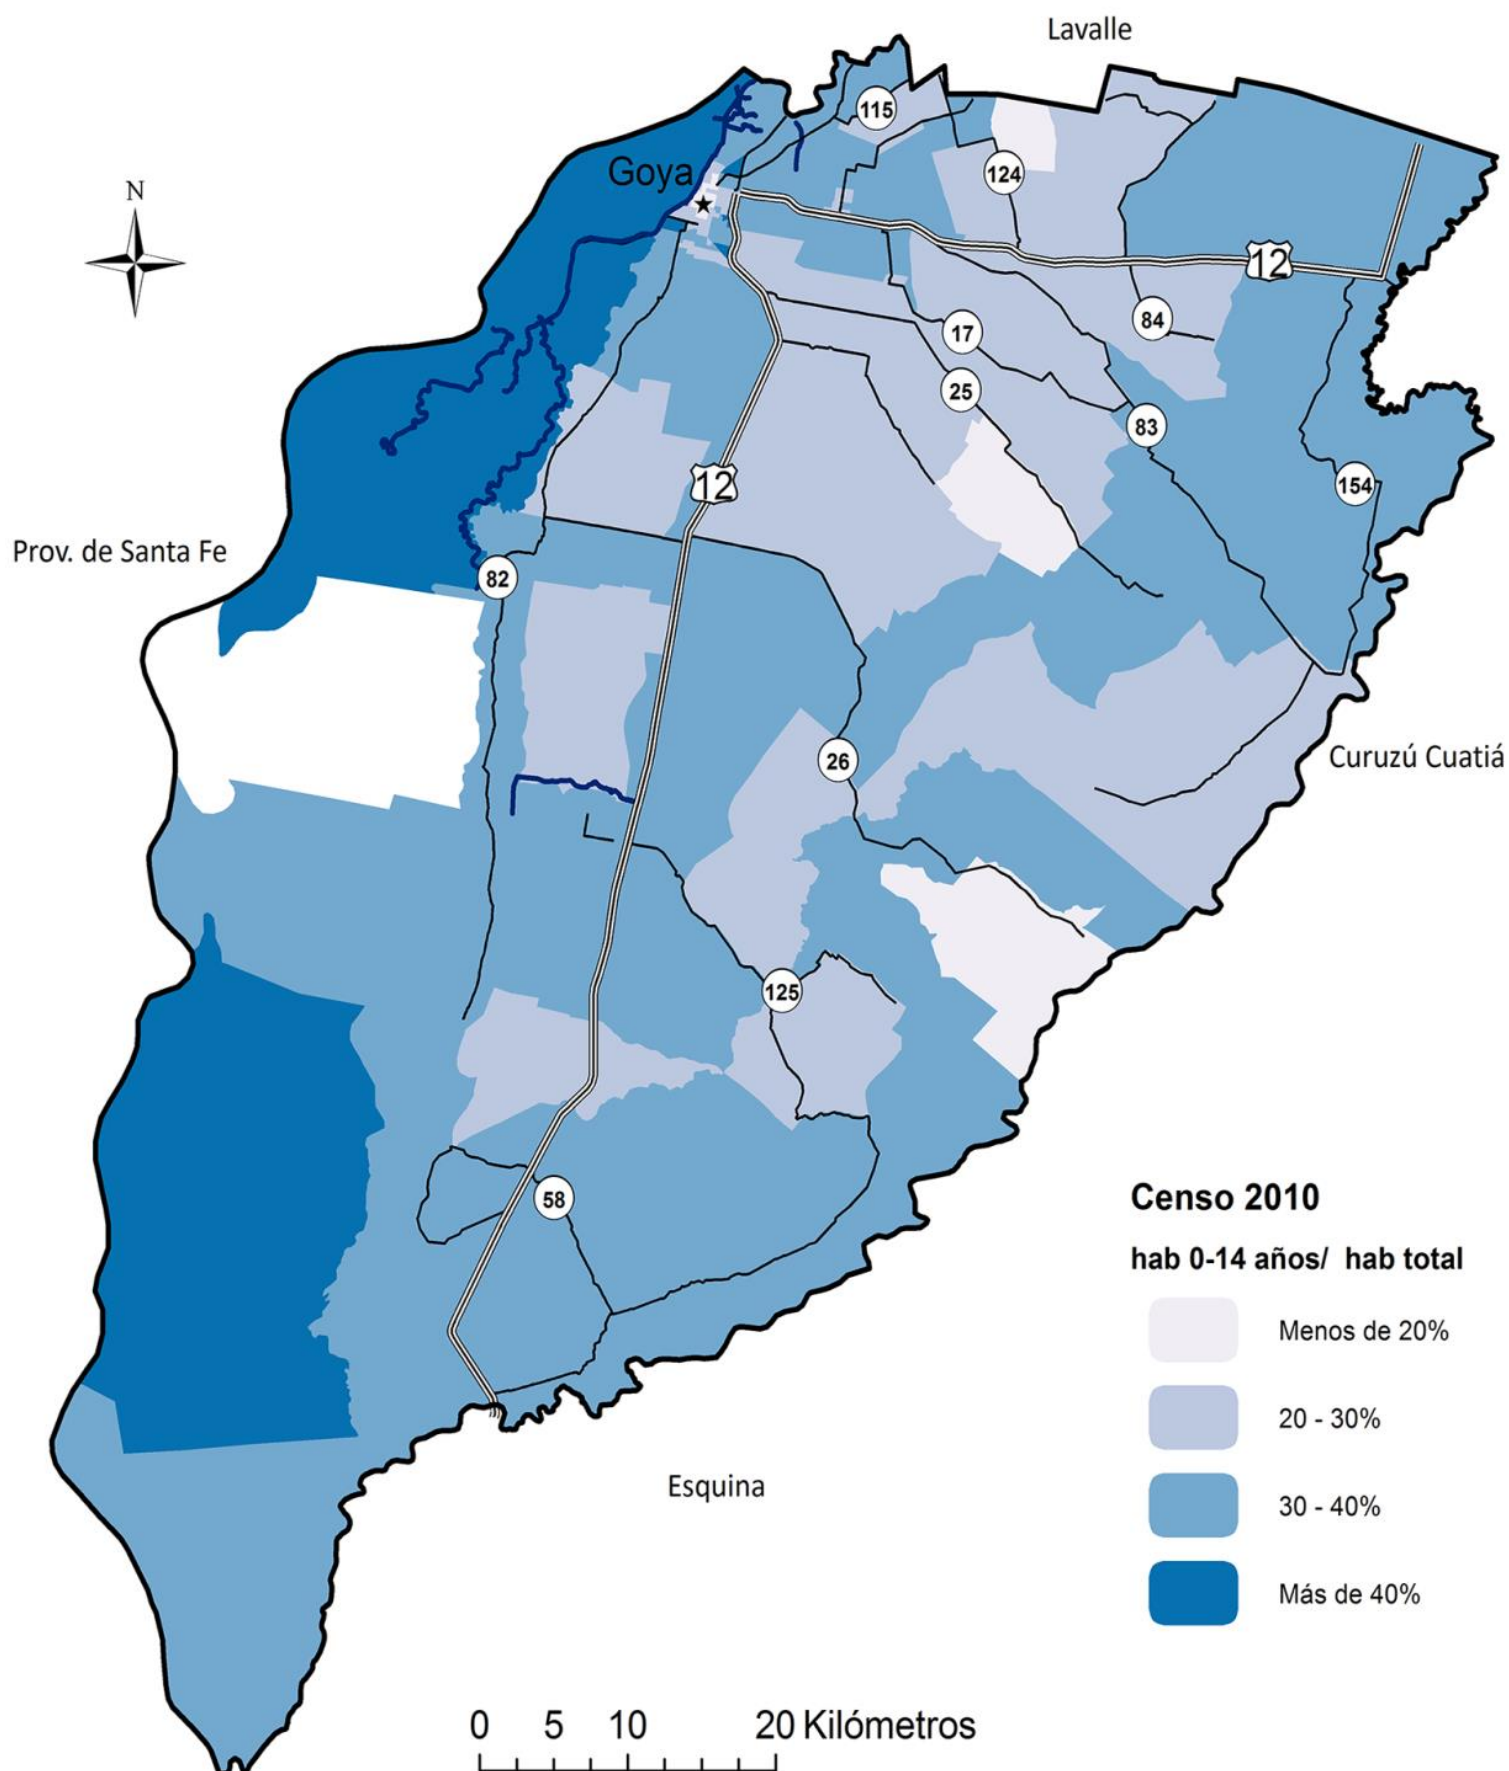 Lavalle
115
Goya
124
N
12
84
17
25
83
12
154
Prov. de Santa Fe
82
26
Curuzú Cuatiá
125
58
Censo 2010
hab 0-14 años/ hab total
Menos de 20%
20 - 30%
30 - 40%
Más de 40%
Esquina
0 5 10 20 Kilómetros